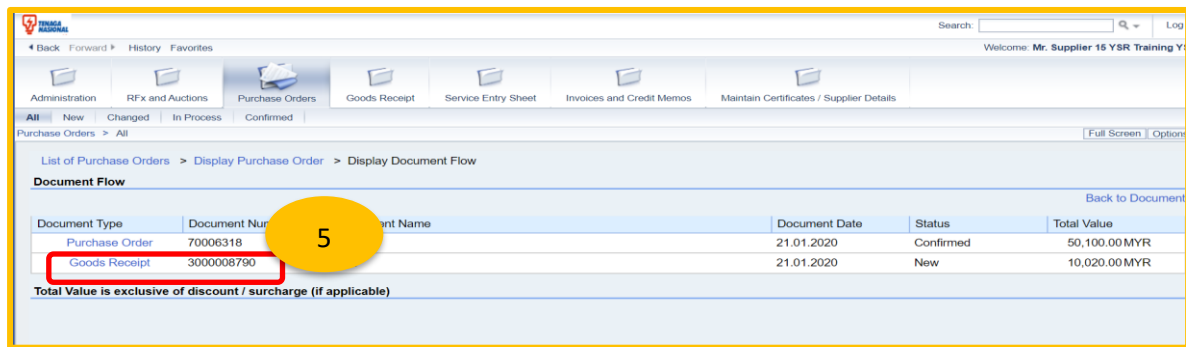 TENAGA NASIONAL
Search: Log
Back Forward History Favorites Welcome: Mr. Supplier 15 YSR Training
Administration RFx and Auctions Purchase Orders Goods Receipt Service Entry Sheet Invoices and Credit Memos Maintain Certificates / Supplier Details
All New Changed In Process Confirmed
Purchase Orders > All Full Screen Options
List of Purchase Orders > Display Purchase Order > Display Document Flow
Document Flow
Back to Document
Document Type Document Name Document Date Status Total Value
5
Purchase Order 70006318 21.01.2020 Confirmed 50,100.00 MYR
Goods Receipt 3000008790 21.01.2020 New 10,020.00 MYR
Total Value is exclusive of discount / surcharge (if applicable)